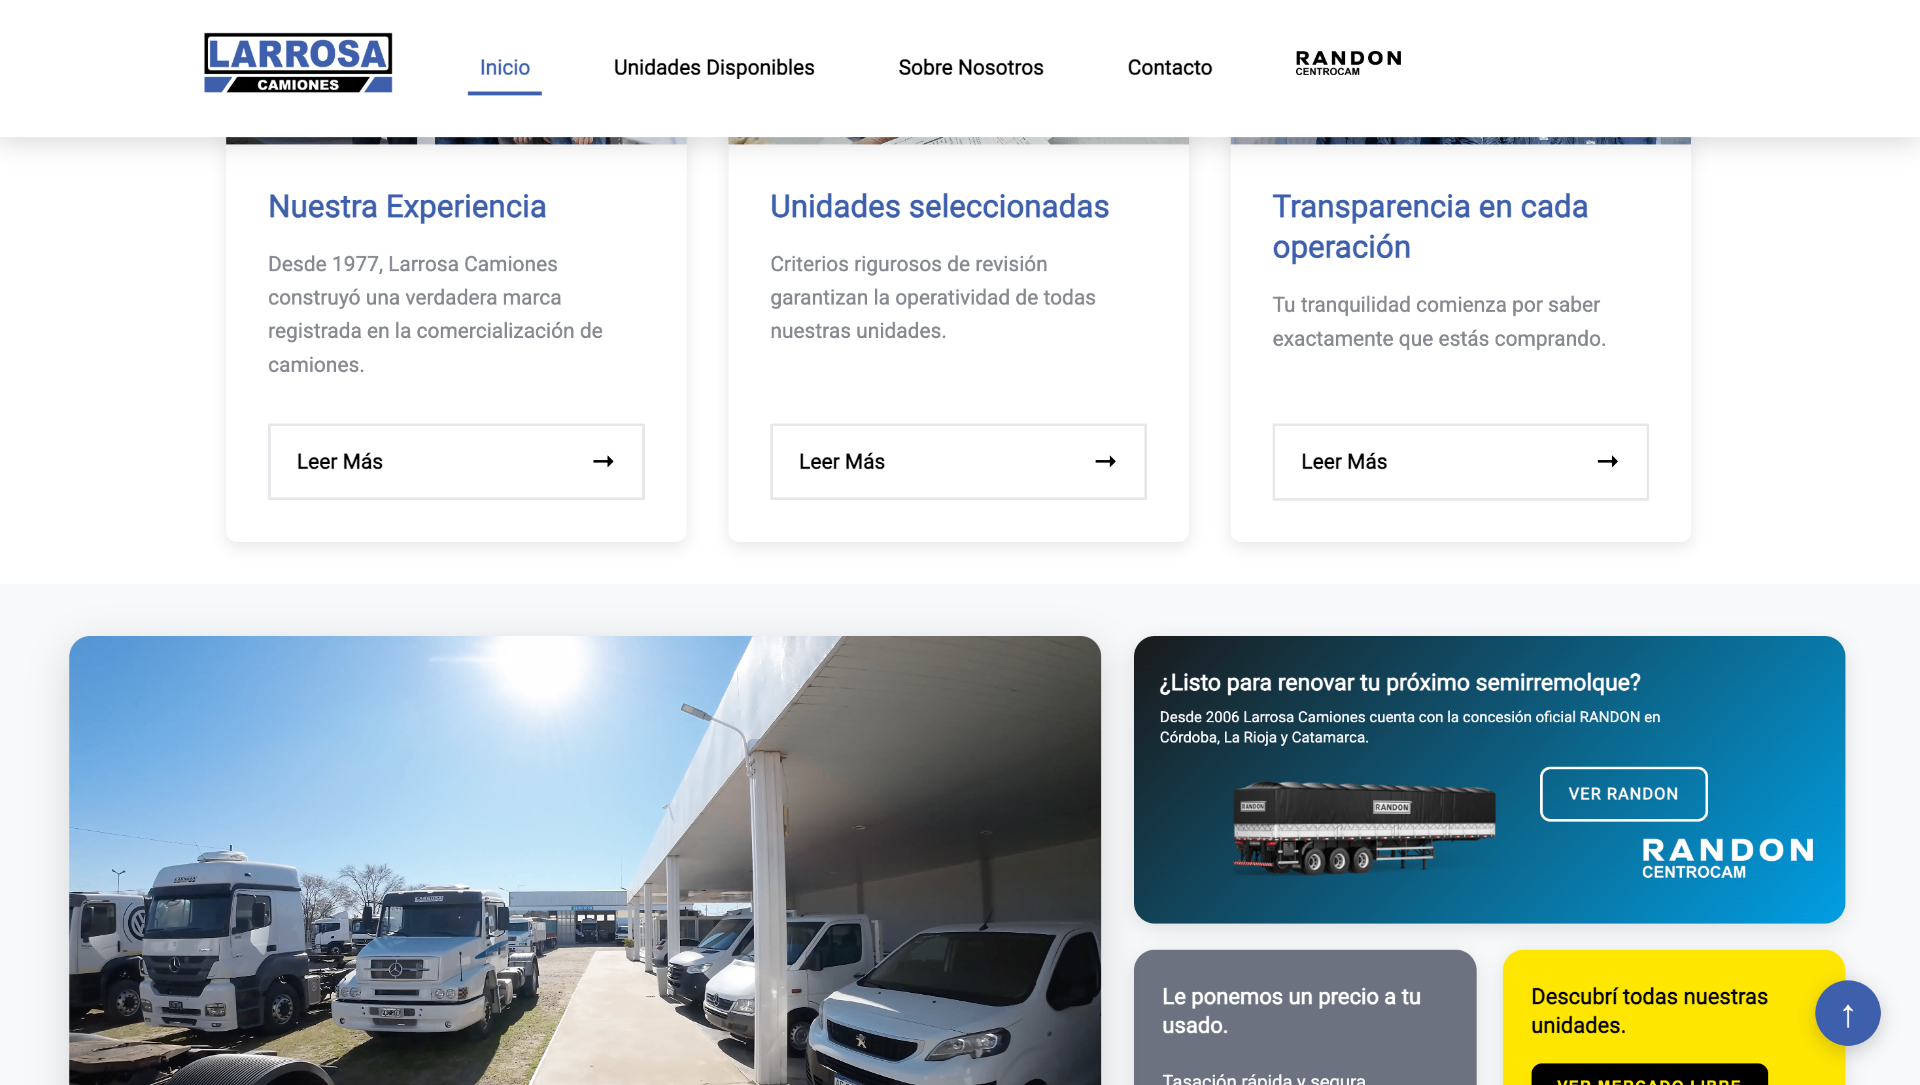 LARROSA
CAMIONES
Inicio
Unidades Disponibles
Sobre Nosotros
Contacto
RANDON
CENTROCAM
Nuestra Experiencia
Desde 1977, Larrosa Camiones
construyó una verdadera marca
registrada en la comercialización de
camiones.
Leer Más →
Unidades seleccionadas
Criterios rigurosos de revisión
garantizan la operatividad de todas
nuestras unidades.
Leer Más →
Transparencia en cada
operación
Tu tranquilidad comienza por saber
exactamente que estás comprando.
Leer Más →
¿Listo para renovar tu próximo semirremolque?
Desde 2006 Larrosa Camiones cuenta con la concesión oficial RANDON en
Córdoba, La Rioja y Catamarca.
RANDON
RANDON
VER RANDON
RANDON
CENTROCAM
Le ponemos un precio a tu
usado.
Tasación rápida y segura
Descubrí todas nuestras
unidades.
VER MERCADO LIBRE
↑